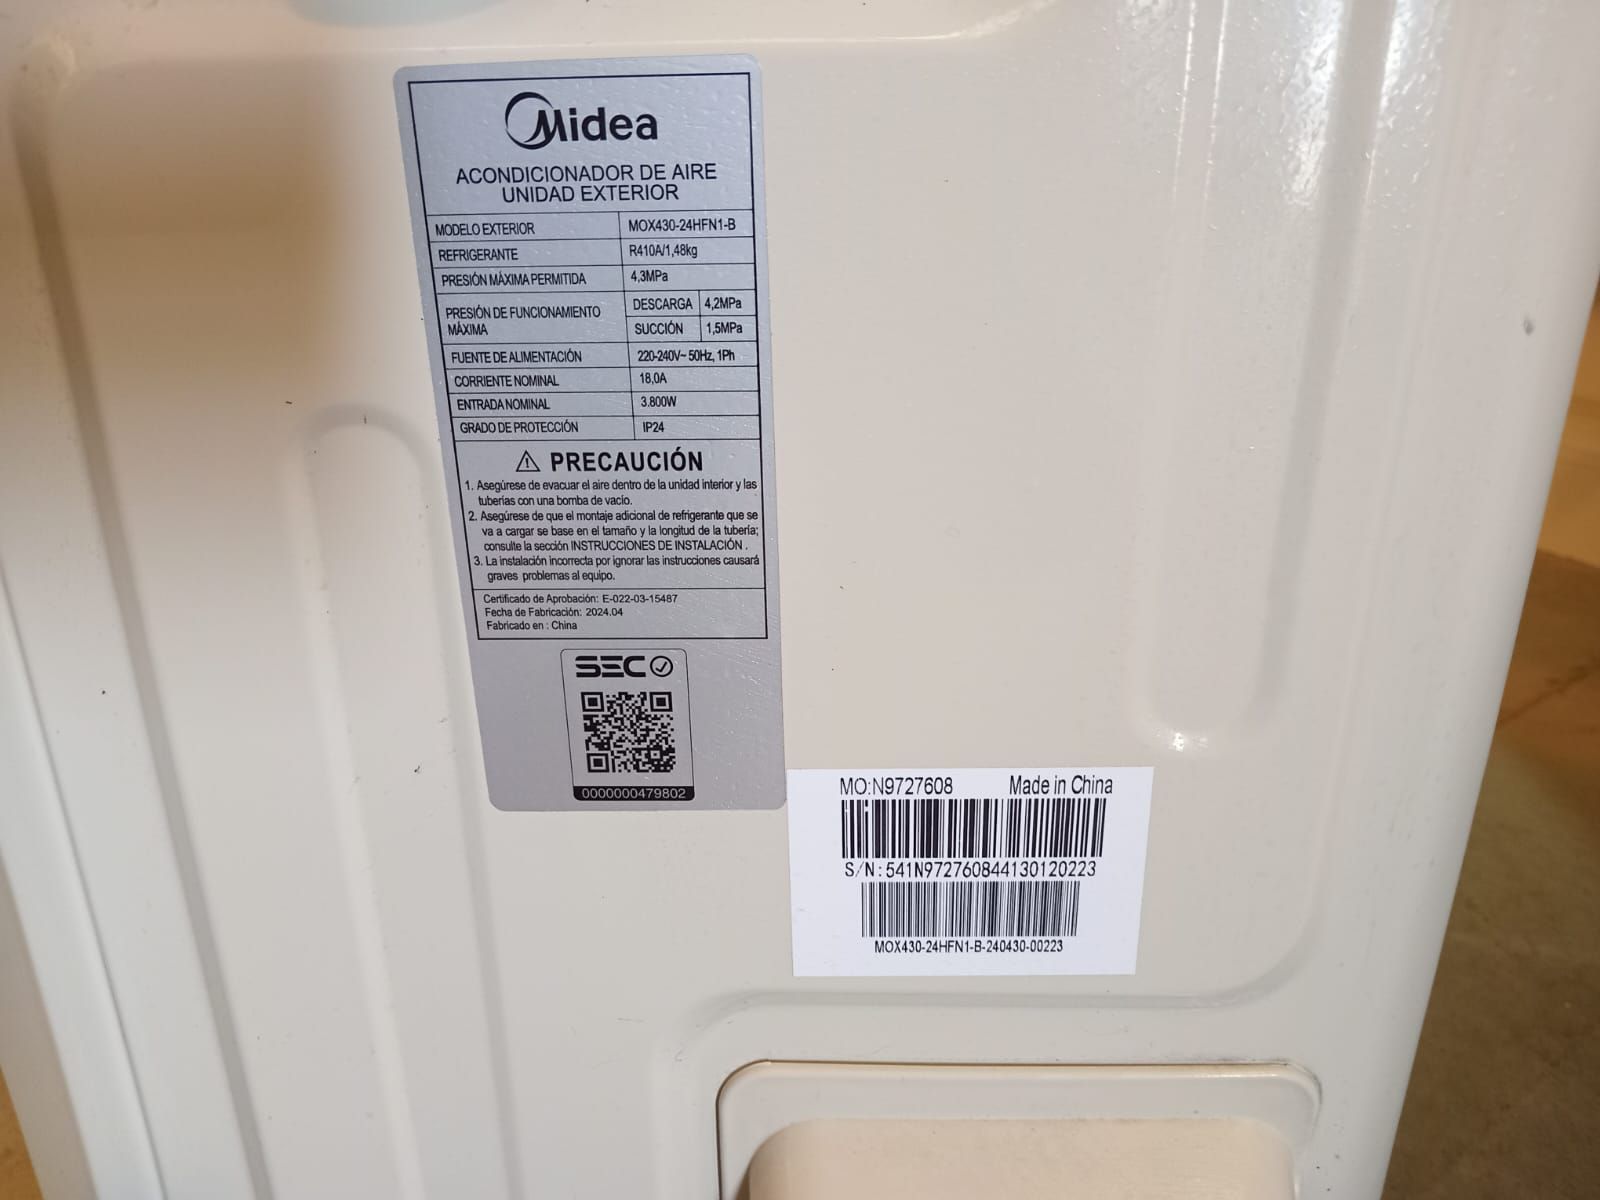 Midea
ACONDICIONADOR DE AIRE
UNIDAD EXTERIOR
MODELO EXTERIOR MOX430-24HFN1-B
REFRIGERANTE R410A/1,48kg
PRESIÓN MÁXIMA PERMITIDA 4,3MPa
PRESIÓN DE FUNCIONAMIENTO MÁXIMA DESCARGA 4,2MPa
SUCCIÓN 1,5MPa
FUENTE DE ALIMENTACIÓN 220-240V~ 50Hz, 1Ph
CORRIENTE NOMINAL 18,0A
ENTRADA NOMINAL 3.800W
GRADO DE PROTECCIÓN IP24
PRECAUCIÓN
1. Asegúrese de evacuar el aire dentro de la unidad interior y las
tuberías con una bomba de vacio.
2. Asegúrese de que el montaje adicional de refrigerante que se
va a cargar se base en el tamaño y la longitud de la tubería;
consulte la sección INSTRUCCIONES DE INSTALACIÓN .
3. La instalación incorrecta por ignorar las instrucciones causará
graves problemas al equipo.
Certificado de Aprobación: E-022-03-15487
Fecha de Fabricación: 2024.04
Fabricado en : China
SEC
0000000479802
MO:N9727608 Made in China
S/N:541N972760844130120223
MOX430-24HFN1-B-240430-00223